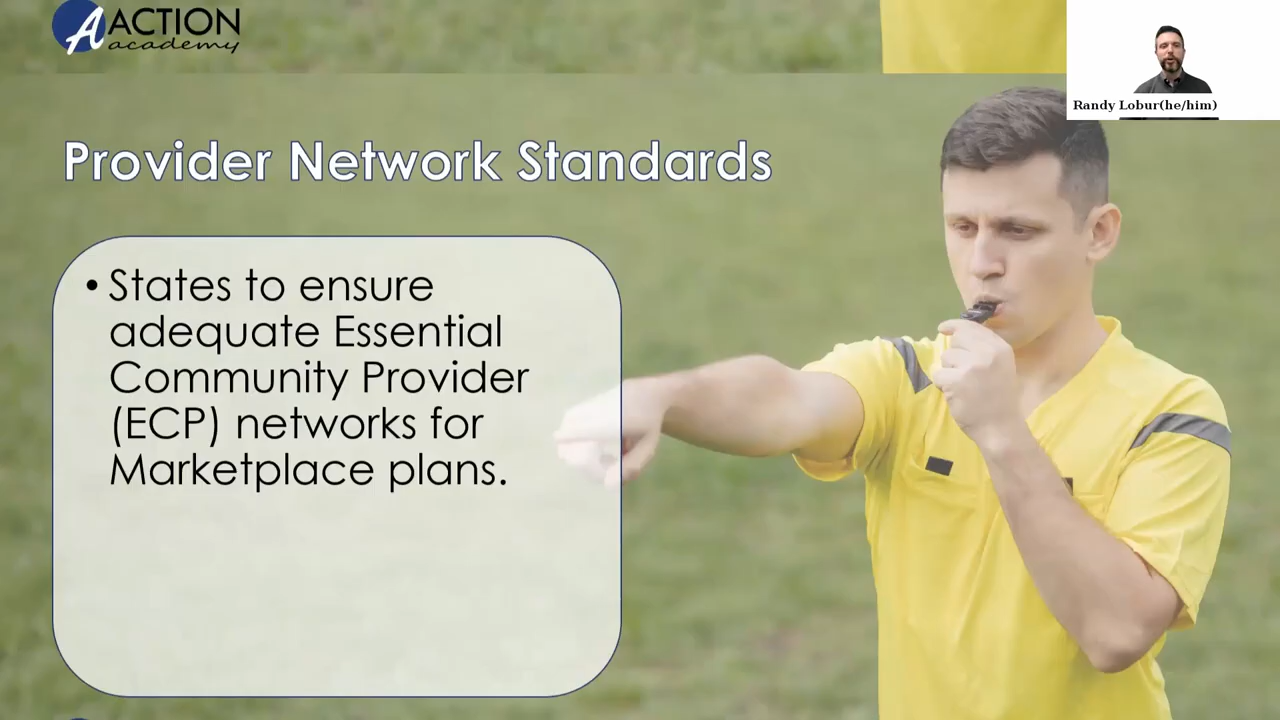 ACTION
academy
Randy Lobur(he/him)
Provider Network Standards
• States to ensure
adequate Essential
Community Provider
(ECP) networks for
Marketplace plans.